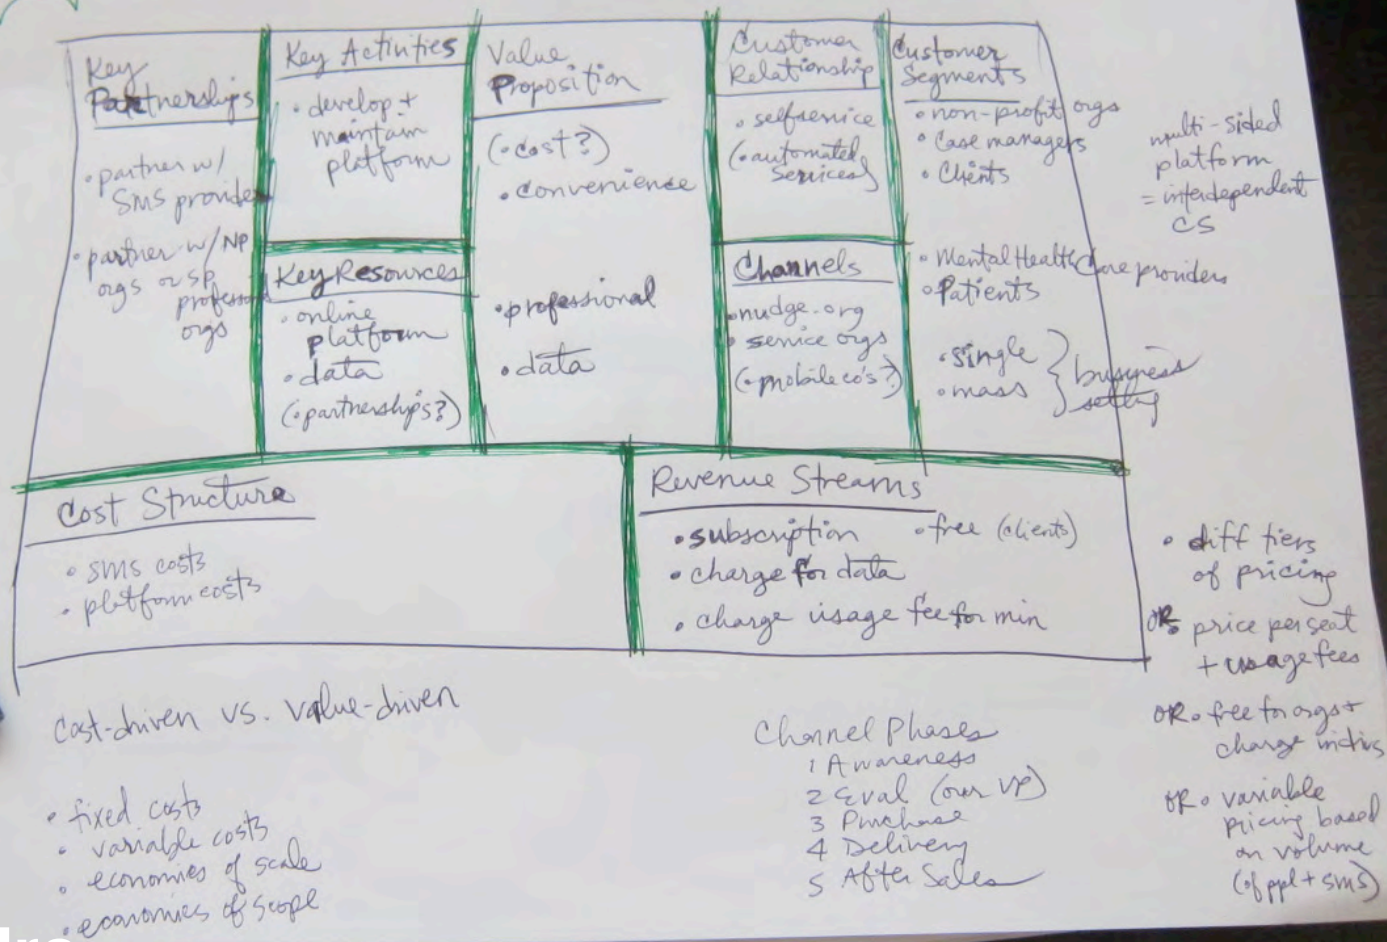 Key
Partnerships
• partner w/
SMS provider
• partner w/ NP
orgs or sp
professional
orgs
Key Activities
• develop +
maintain
platform
Key Resources
• online
platform
• data
(• partnerships?)
Value
Proposition
(• cost?)
• convenience
• professional
• data
Customer
Relationship
• selfservice
(• automated
services)
Channels
• nudge.org
• service orgs
(• mobile co's?)
Customer
Segments
• non-profit orgs
• Case managers
• Clients
• Mental Health Care providers
• Patients
• single
• mass
} business
setting
multi-sided
platform
= interdependent
CS
Cost Structure
• SMS costs
• platform costs
Revenue Streams
• subscription • free (clients)
• charge for data
• charge usage fee for min
• diff tiers
of pricing
OR • price per seat
+ usage fees
OR • free for orgs +
charge indivs
OR • variable
pricing based
on volume
(of ppl + sms)
Cost-driven vs. value-driven
• fixed costs
• variable costs
• economies of scale
• economies of scope
Channel Phases
1 Awareness
2 Eval (our VP)
3 Purchase
4 Delivery
5 After Sales